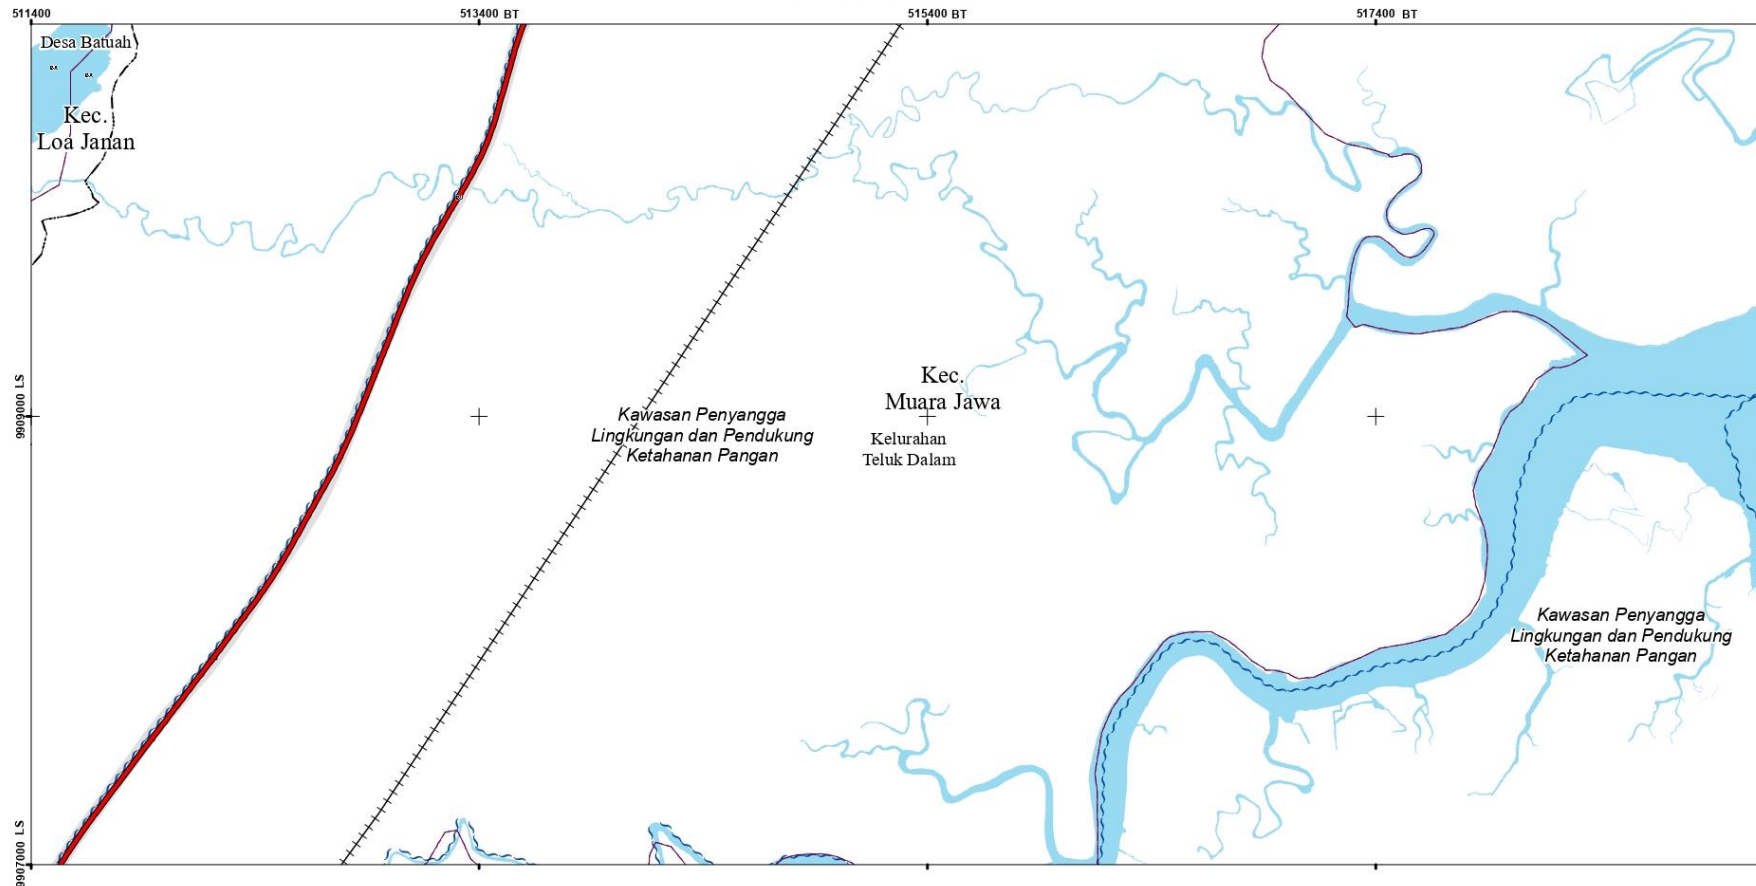 511400
513400 BT
515400 BT
517400 BT
Desa Batuah
Kec.
Loa Janan
9909000 LS
Kec.
Muara Jawa
Kelurahan
Teluk Dalam
Kawasan Penyangga
Lingkungan dan Pendukung
Ketahanan Pangan
Kawasan Penyangga
Lingkungan dan Pendukung
Ketahanan Pangan
9907000 LS